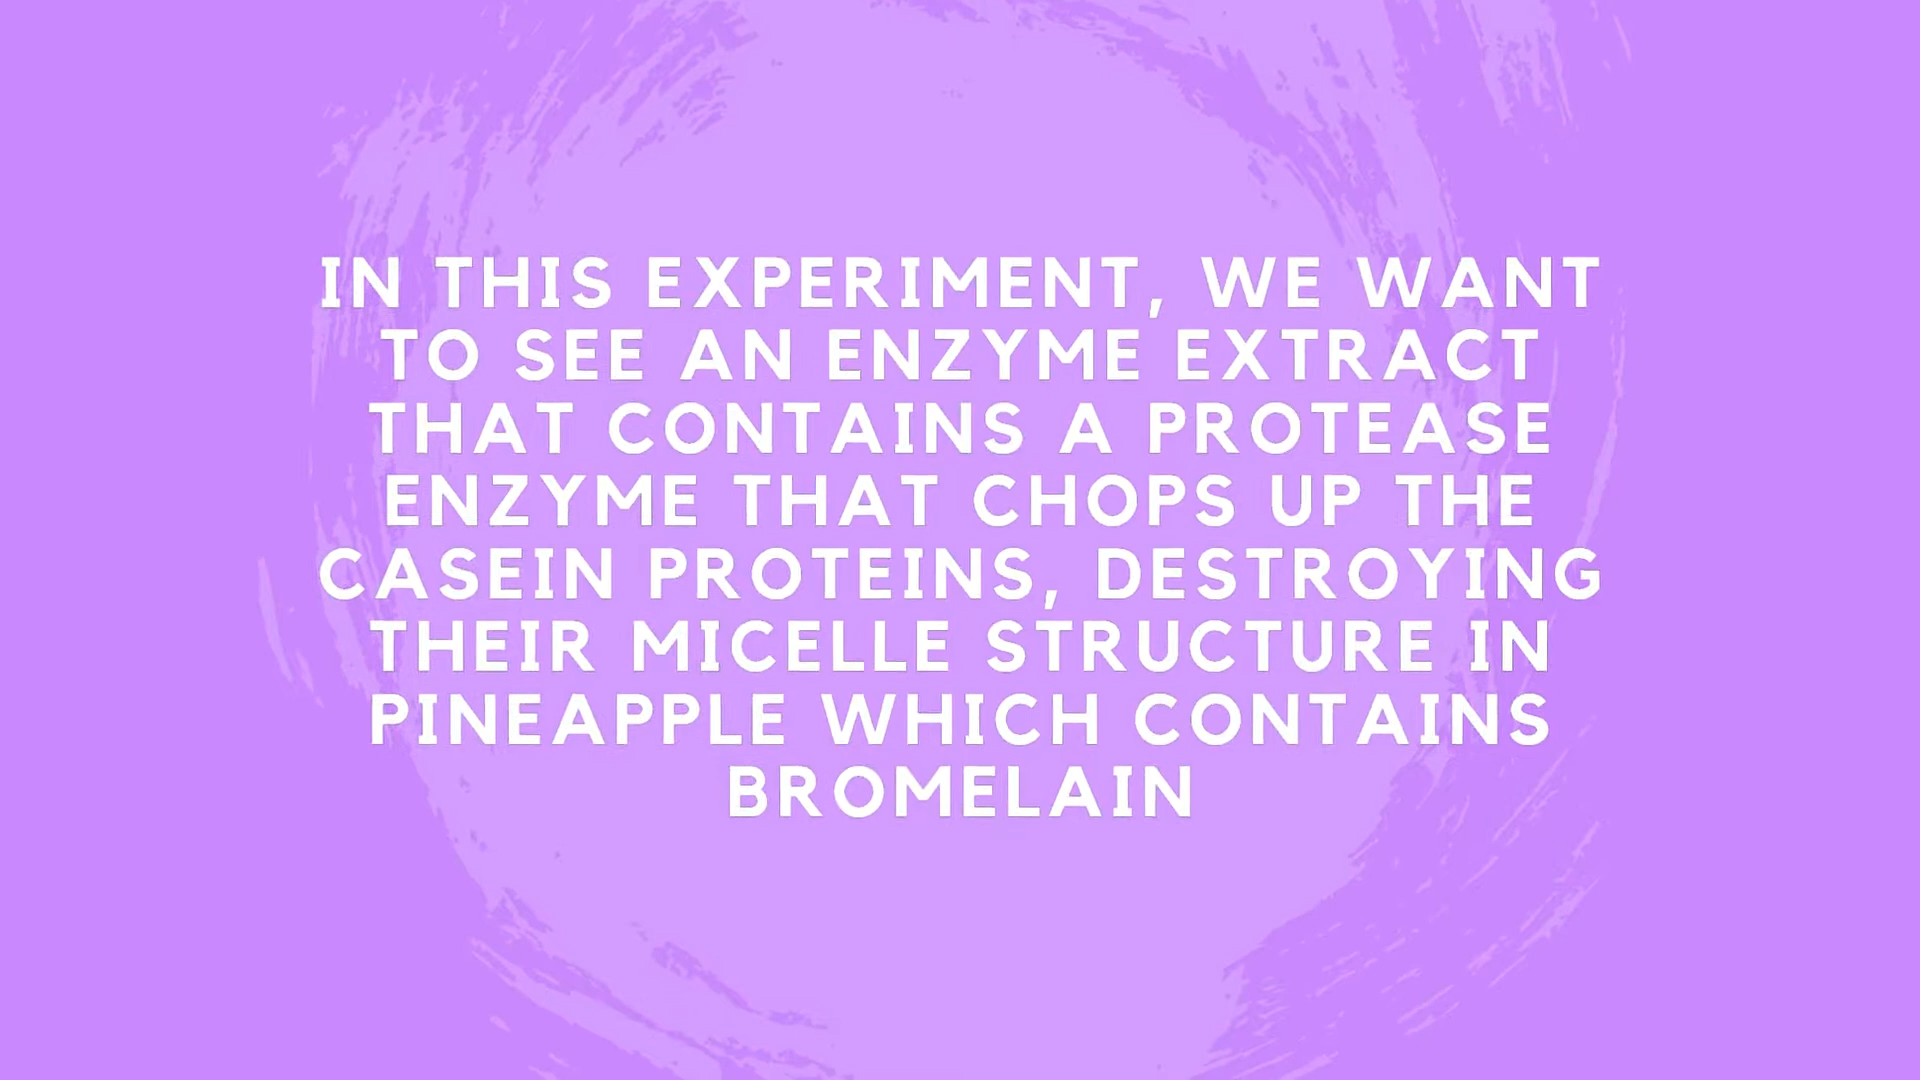 IN THIS EXPERIMENT, WE WANT
TO SEE AN ENZYME EXTRACT
THAT CONTAINS A PROTEASE
ENZYME THAT CHOPS UP THE
CASEIN PROTEINS, DESTROYING
THEIR MICELLE STRUCTURE IN
PINEAPPLE WHICH CONTAINS
BROMELAIN